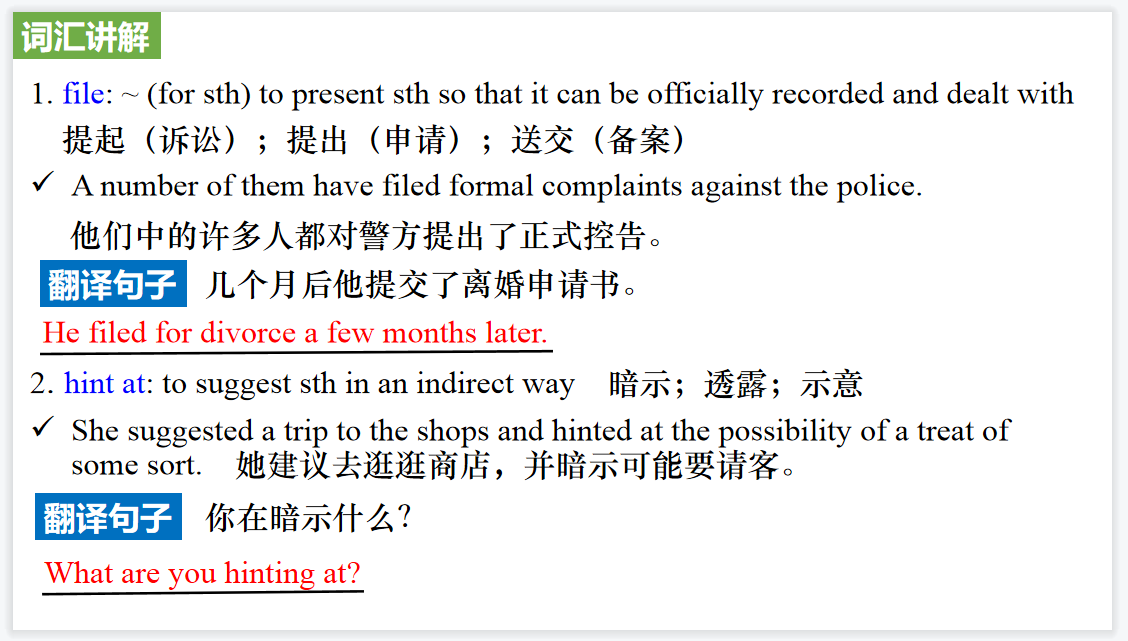 词汇讲解
1. file: ~ (for sth) to present sth so that it can be officially recorded and dealt with
提起（诉讼）；提出（申请）；送交（备案）
✓ A number of them have filed formal complaints against the police.
他们中的许多人都对警方提出了正式控告。
翻译句子 几个月后他提交了离婚申请书。
He filed for divorce a few months later.
2. hint at: to suggest sth in an indirect way 暗示；透露；示意
✓ She suggested a trip to the shops and hinted at the possibility of a treat of
some sort. 她建议去逛逛商店，并暗示可能要请客。
翻译句子 你在暗示什么？
What are you hinting at?